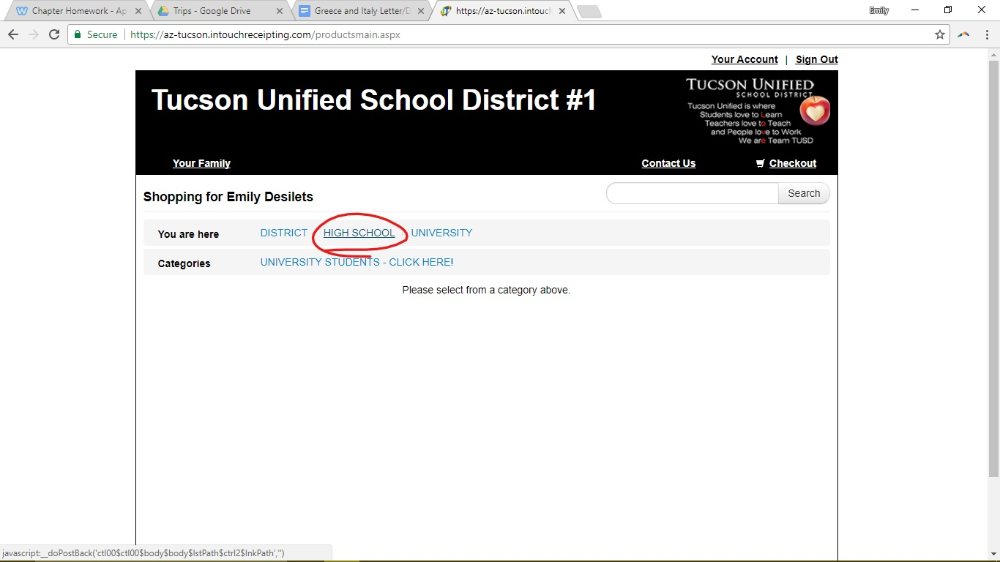 Chapter Homework - Ap
Trips - Google Drive
Greece and Italy Letter/D
https://az-tucson.intouch
Emily
Secure
https://az-tucson.intouchreceipting.com/productsmain.aspx
Your Account | Sign Out
Tucson Unified School District #1
TUCSON UNIFIED
SCHOOL DISTRICT
Tucson Unified is where
Students love to Learn
Teachers love to Teach
and People love to Work
We are Team TUSD
Your Family
Contact Us
Checkout
Shopping for Emily Desilets
Search
You are here DISTRICT HIGH SCHOOL UNIVERSITY
Categories UNIVERSITY STUDENTS - CLICK HERE!
Please select from a category above.
javascript:__doPostBack('ctl00$ctl00$body$body$lstPath$ctrl2$lnkPath','')